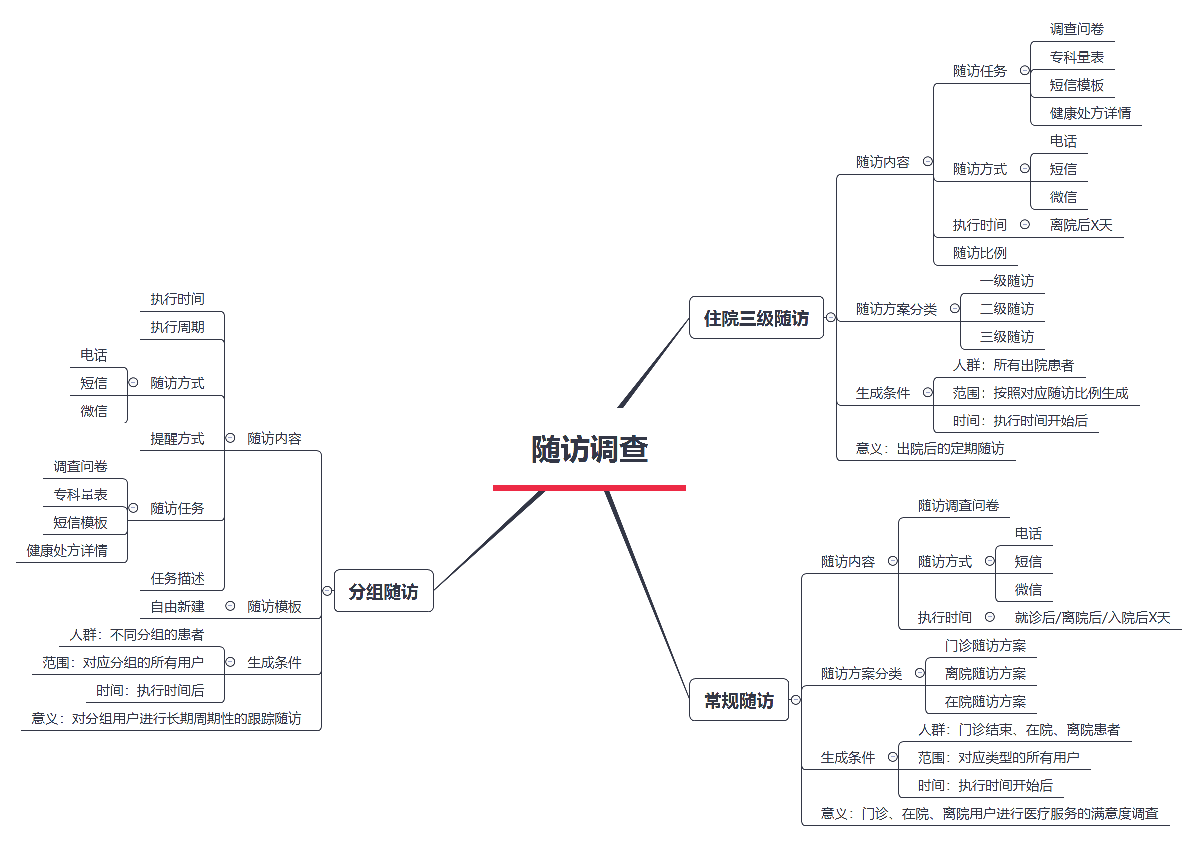 随访调查
住院三级随访
随访内容
随访任务
调查问卷
专科量表
短信模板
健康处方详情
随访方式
电话
短信
微信
执行时间
离院后X天
随访比例
随访方案分类
一级随访
二级随访
三级随访
生成条件
人群：所有出院患者
范围：按照对应随访比例生成
时间：执行时间开始后
意义：出院后的定期随访
常规随访
随访内容
随访调查问卷
随访方式
电话
短信
微信
执行时间
就诊后/离院后/入院后X天
随访方案分类
门诊随访方案
离院随访方案
在院随访方案
生成条件
人群：门诊结束、在院、离院患者
范围：对应类型的所有用户
时间：执行时间开始后
意义：门诊、在院、离院用户进行医疗服务的满意度调查
分组随访
随访内容
执行时间
执行周期
随访方式
电话
短信
微信
提醒方式
随访任务
调查问卷
专科量表
短信模板
健康处方详情
任务描述
随访模板
自由新建
生成条件
人群：不同分组的患者
范围：对应分组的所有用户
时间：执行时间后
意义：对分组用户进行长期周期性的跟踪随访